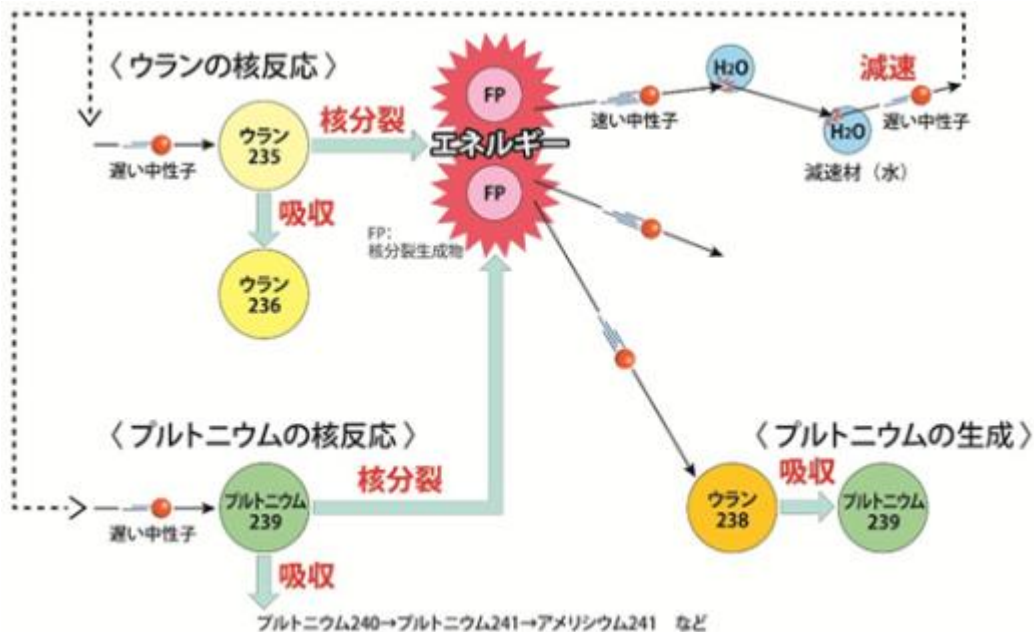 〈ウランの核反応〉
遅い中性子
ウラン
235
核分裂
吸収
ウラン
236
FP
エネルギー
FP
FP:
核分裂生成物
速い中性子
H2O
H2O
減速材（水）
減速
遅い中性子
〈プルトニウムの核反応〉
遅い中性子
プルトニウム
239
核分裂
吸収
プルトニウム240→プルトニウム241→アメリシウム241 など
〈プルトニウムの生成〉
ウラン
238
吸収
プルトニウム
239